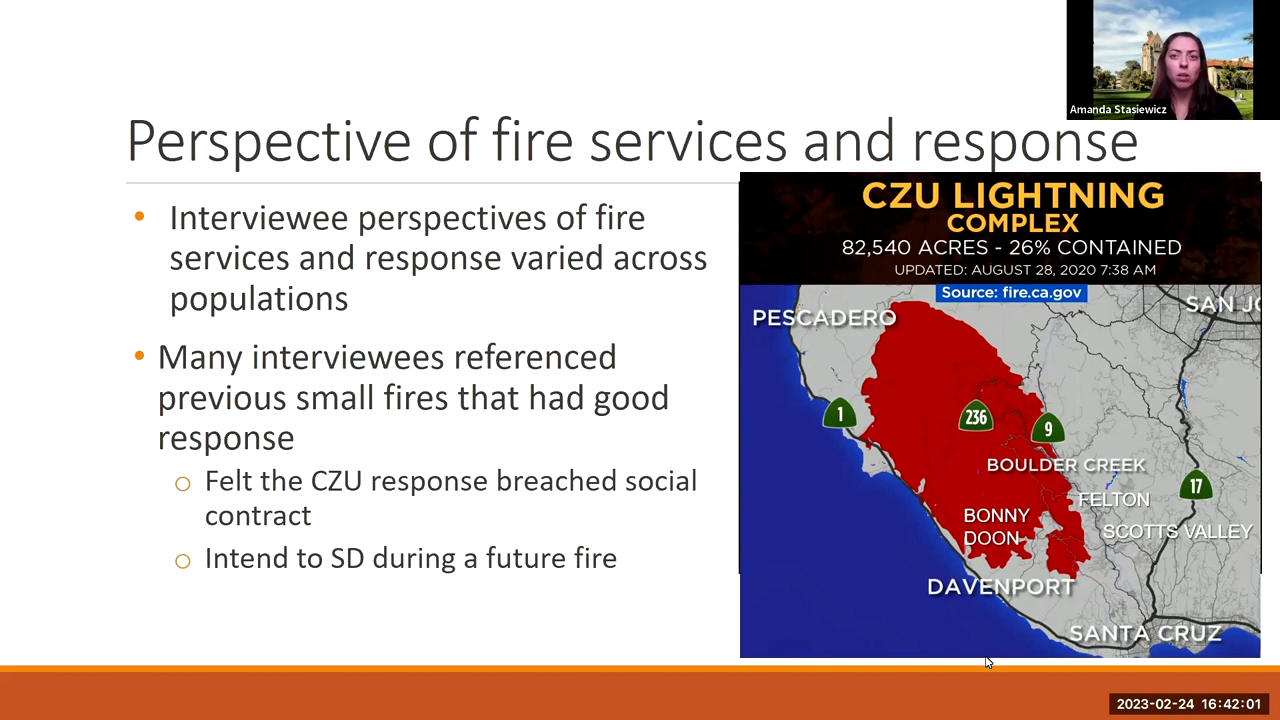 Amanda Stasiewicz
Perspective of fire services and response
• Interviewee perspectives of fire
services and response varied across
populations
• Many interviewees referenced
previous small fires that had good
response
o Felt the CZU response breached social
contract
o Intend to SD during a future fire
CZU LIGHTNING
COMPLEX
82,540 ACRES - 26% CONTAINED
UPDATED: AUGUST 28, 2020 7:38 AM
Source: fire.ca.gov
SAN JO
PESCADERO
1
236
9
BOULDER CREEK
17
FELTON
BONNY
DOON
SCOTTS VALLEY
DAVENPORT
SANTA CRUZ
2023-02-24 16:42:01